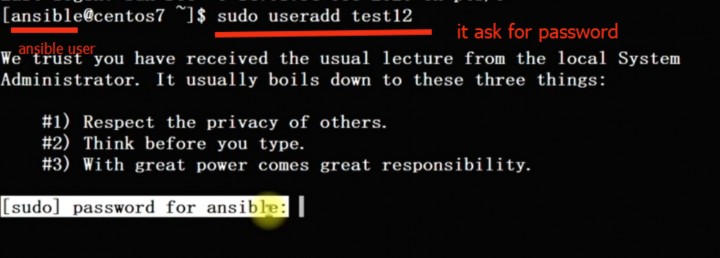 [ansible@centos7 ~]$ sudo useradd test12
it ask for password
ansible user
We trust you have received the usual lecture from the local System
Administrator. It usually boils down to these three things:
#1) Respect the privacy of others.
#2) Think before you type.
#3) With great power comes great responsibility.
[sudo] password for ansible: